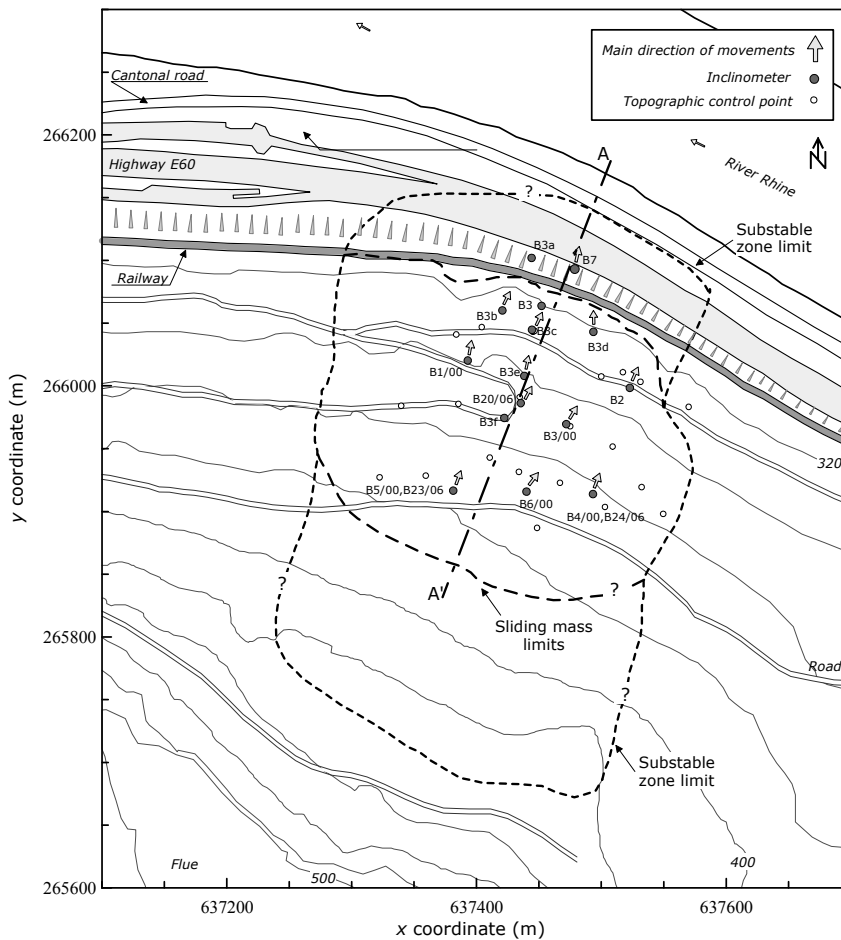 Main direction of movements
Inclinometer
Topographic control point
N
Cantonal road
266200
Highway E60
A
River Rhine
?
Substable
zone limit
B3a
B7
Railway
B3b
B3
B3c
B3d
B1/00
B3e
B2
266000
B20/06
B3f
B3/00
320
B5/00,B23/06
B6/00
B4/00,B24/06
y coordinate (m)
?
?
A'
Sliding mass
limits
265800
Road
?
Substable
zone limit
Flue
500
400
265600
637200
637400
637600
x coordinate (m)